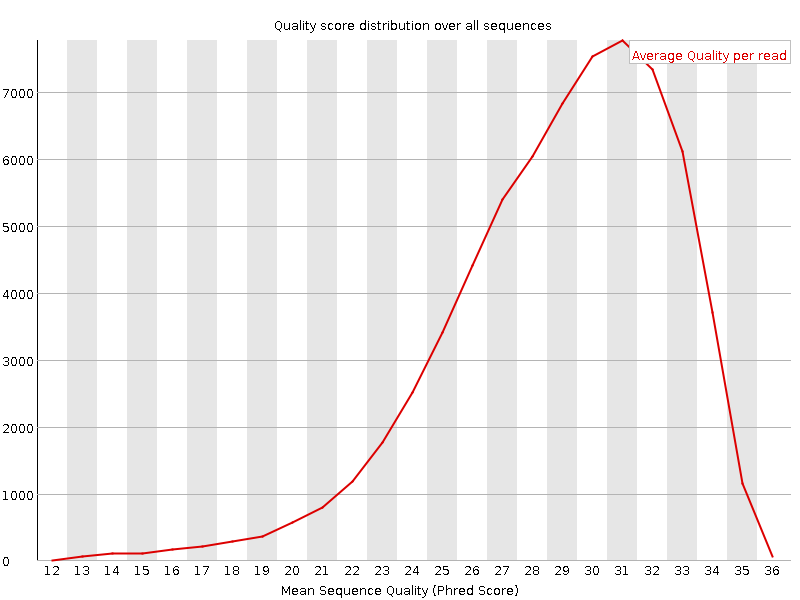 Quality score distribution over all sequences
Average Quality per read
7000
6000
5000
4000
3000
2000
1000
0
12 13 14 15 16 17 18 19 20 21 22 23 24 25 26 27 28 29 30 31 32 33 34 35 36
Mean Sequence Quality (Phred Score)